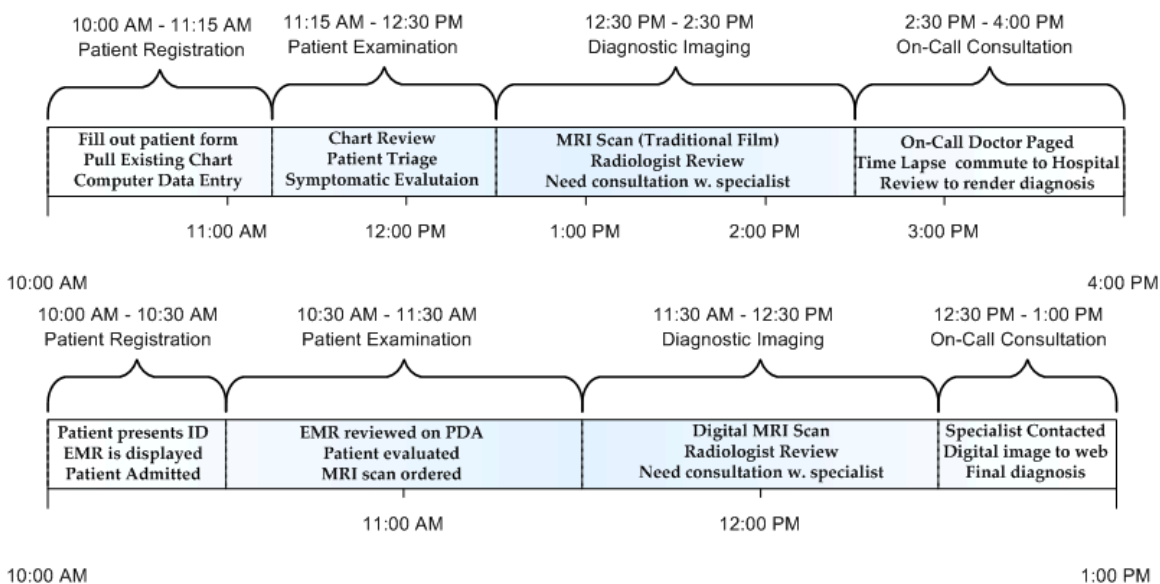 10:00 AM - 11:15 AM
Patient Registration
11:15 AM - 12:30 PM
Patient Examination
12:30 PM - 2:30 PM
Diagnostic Imaging
2:30 PM - 4:00 PM
On-Call Consultation
Fill out patient form
Pull Existing Chart
Computer Data Entry
Chart Review
Patient Triage
Symptomatic Evalutaion
MRI Scan (Traditional Film)
Radiologist Review
Need consultation w. specialist
On-Call Doctor Paged
Time Lapse commute to Hospital
Review to render diagnosis
11:00 AM
12:00 PM
1:00 PM
2:00 PM
3:00 PM
10:00 AM
4:00 PM
10:00 AM - 10:30 AM
Patient Registration
10:30 AM - 11:30 AM
Patient Examination
11:30 AM - 12:30 PM
Diagnostic Imaging
12:30 PM - 1:00 PM
On-Call Consultation
Patient presents ID
EMR is displayed
Patient Admitted
EMR reviewed on PDA
Patient evaluated
MRI scan ordered
Digital MRI Scan
Radiologist Review
Need consultation w. specialist
Specialist Contacted
Digital image to web
Final diagnosis
11:00 AM
12:00 PM
10:00 AM
1:00 PM